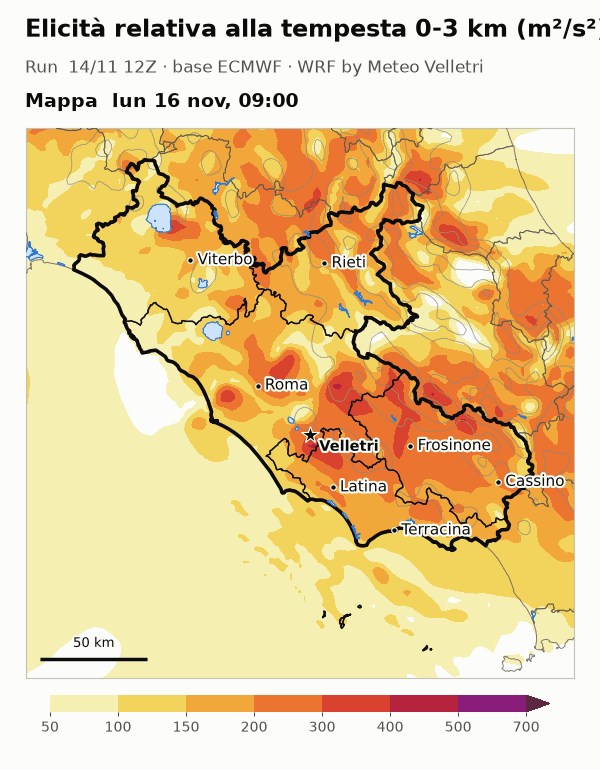 Elicità relativa alla tempesta 0-3 km (m²/s²)
Run 14/11 12Z · base ECMWF · WRF by Meteo Velletri
Mappa lun 16 nov, 09:00
Viterbo
Rieti
Roma
Velletri
Frosinone
Latina
Cassino
Terracina
50 km
50 100 150 200 300 400 500 700